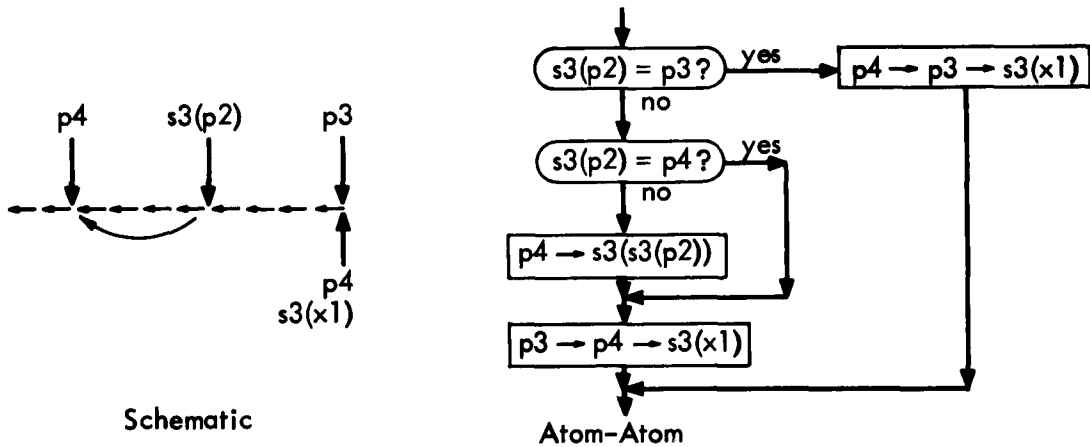 p4 s3(p2) p3
p4
s3(x1)
Schematic
s3(p2) = p3?
yes
p4 → p3 → s3(x1)
no
s3(p2) = p4?
yes
no
p4 → s3(s3(p2))
p3 → p4 → s3(x1)
Atom-Atom